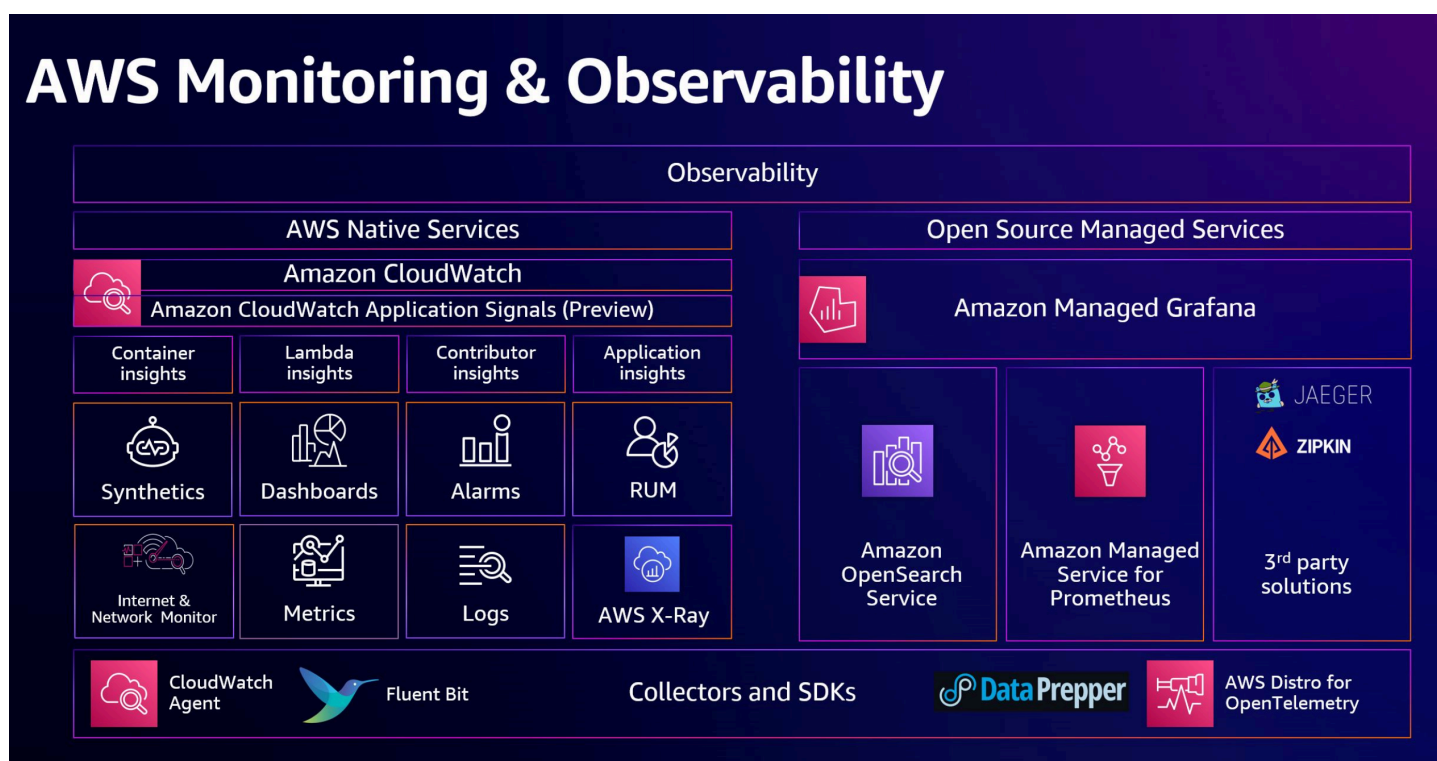 AWS Monitoring & Observability
Observability
AWS Native Services
Amazon CloudWatch
Amazon CloudWatch Application Signals (Preview)
Container
insights
Lambda
insights
Contributor
insights
Application
insights
Synthetics
Dashboards
Alarms
RUM
Internet &
Network Monitor
Metrics
Logs
AWS X-Ray
Open Source Managed Services
Amazon Managed Grafana
Amazon
OpenSearch
Service
Amazon Managed
Service for
Prometheus
JAEGER
ZIPKIN
3rd party
solutions
CloudWatch
Agent
Fluent Bit
Collectors and SDKs
Data Prepper
AWS Distro for
OpenTelemetry